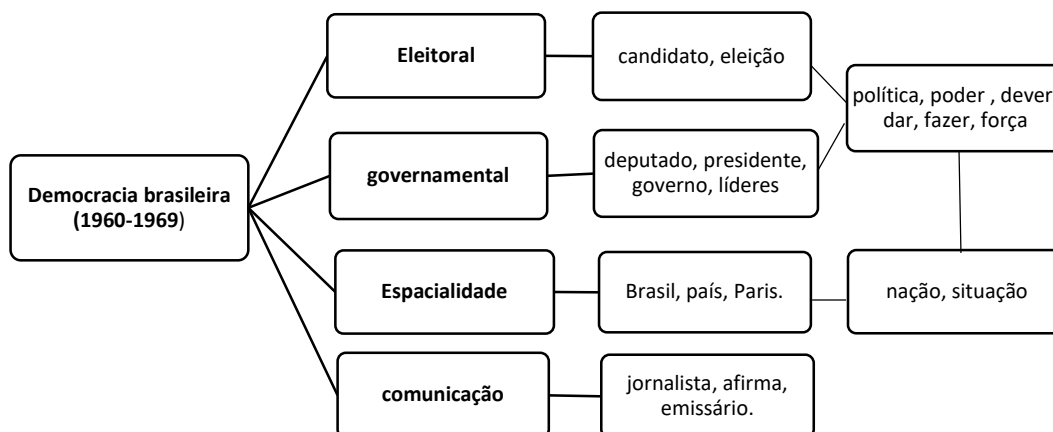 Democracia brasileira
(1960-1969)
Eleitoral
candidato, eleição
política, poder , dever
dar, fazer, força
governamental
deputado, presidente,
governo, líderes
Espacialidade
Brasil, país, Paris.
nação, situação
comunicação
jornalista, afirma,
emissário.